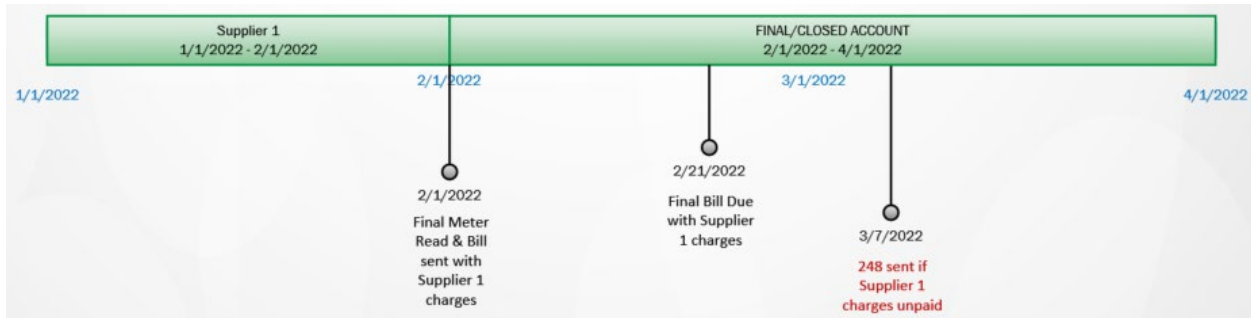 Supplier 1
1/1/2022 - 2/1/2022
FINAL/CLOSED ACCOUNT
2/1/2022 - 4/1/2022
1/1/2022
2/1/2022
3/1/2022
4/1/2022
2/1/2022
Final Meter
Read & Bill
sent with
Supplier 1
charges
2/21/2022
Final Bill Due
with Supplier
1 charges
3/7/2022
248 sent if
Supplier 1
charges unpaid